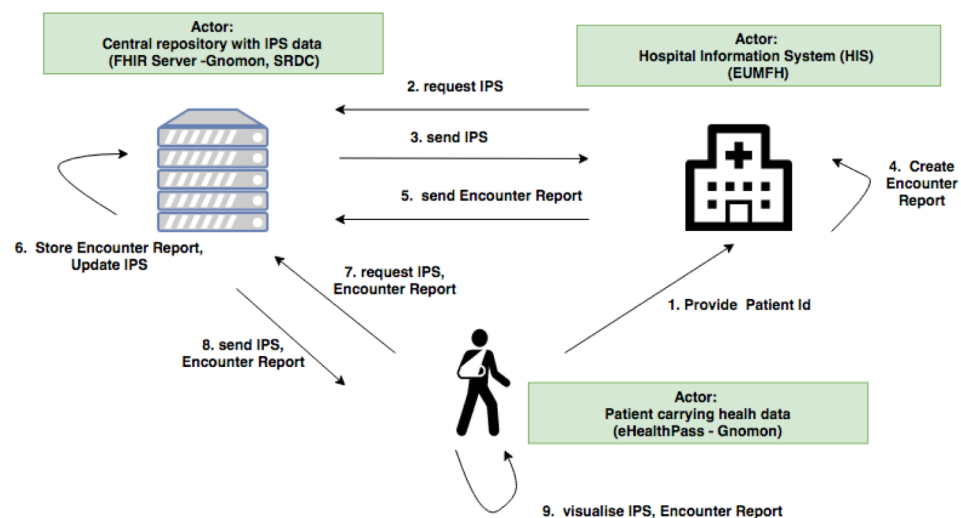 Actor:
Central repository with IPS data
(FHIR Server -Gnomon, SRDC)
Actor:
Hospital Information System (HIS)
(EUMFH)
2. request IPS
3. send IPS
4. Create
Encounter
Report
5. send Encounter Report
6. Store Encounter Report,
Update IPS
7. request IPS,
Encounter Report
1. Provide Patient Id
8. send IPS,
Encounter Report
Actor:
Patient carrying healh data
(eHealthPass - Gnomon)
9. visualise IPS, Encounter Report